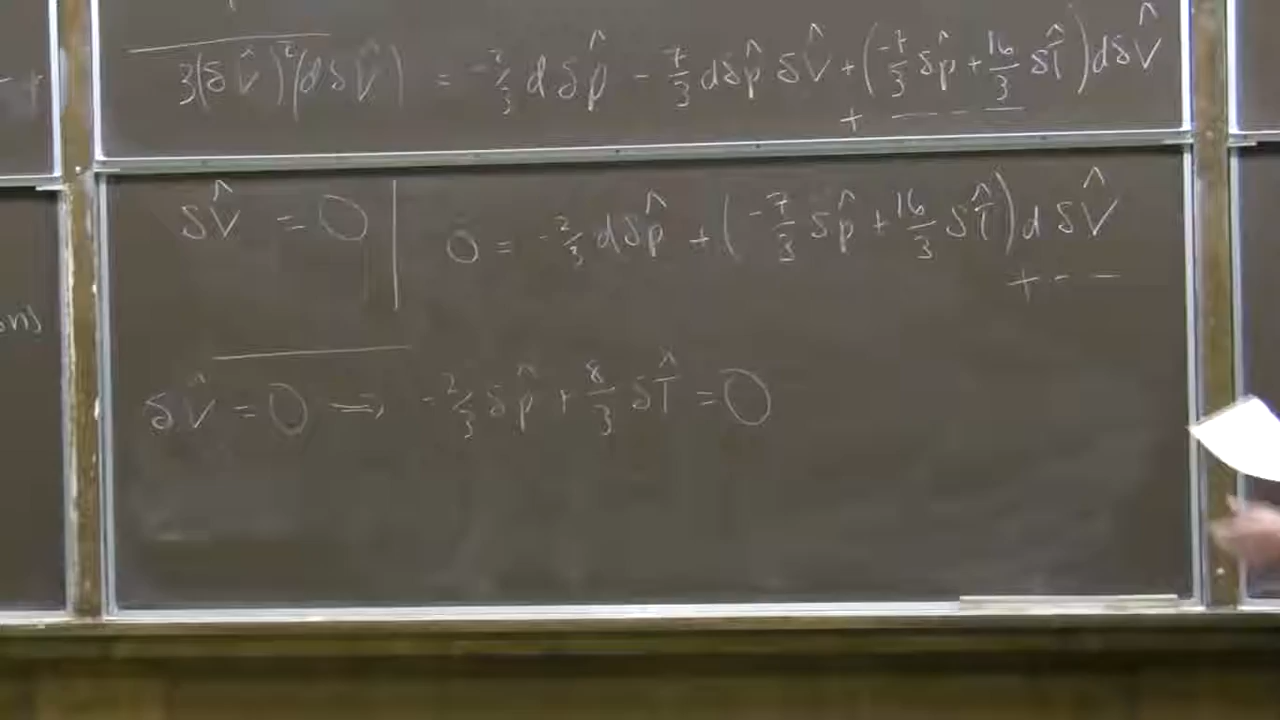 3(δV̂)²(dδV̂) = -2/3 dδp̂ - 7/3 dδp̂ δV̂ + (-7/3 δp̂ + 16/3 δT̂) dδV̂
+ - - - -
δV̂ = 0 | 0 = -2/3 dδp̂ + (-7/3 δp̂ + 16/3 δT̂) d δV̂
+ - - -
δV̂ = 0 ⟹ -2/3 δp̂ + 8/3 δT̂ = 0